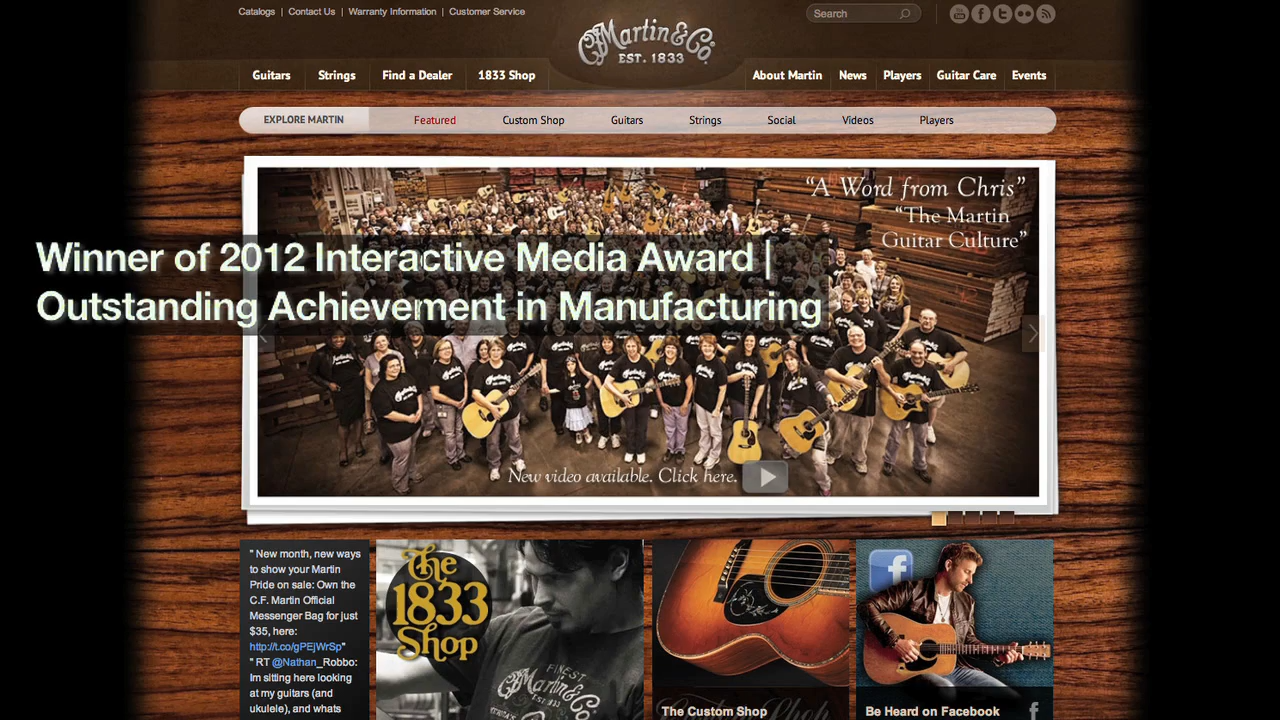 Catalogs | Contact Us | Warranty Information | Customer Service
Search
Martin & Co.
EST. 1833
Guitars Strings Find a Dealer 1833 Shop
About Martin News Players Guitar Care Events
EXPLORE MARTIN Featured Custom Shop Guitars Strings Social Videos Players
“A Word from Chris”
“The Martin
Guitar Culture”
Winner of 2012 Interactive Media Award |
Outstanding Achievement in Manufacturing
New video available. Click here.
" New month, new ways
to show your Martin
Pride on sale: Own the
C.F. Martin Official
Messenger Bag for just
$35, here:
http://t.co/gPEjWrSp"
" RT @Nathan_Robbo:
Im sitting here looking
at my guitars (and
ukulele), and whats
The
1833
Shop
FINEST
Martin & Co.
The Custom Shop
Be Heard on Facebook